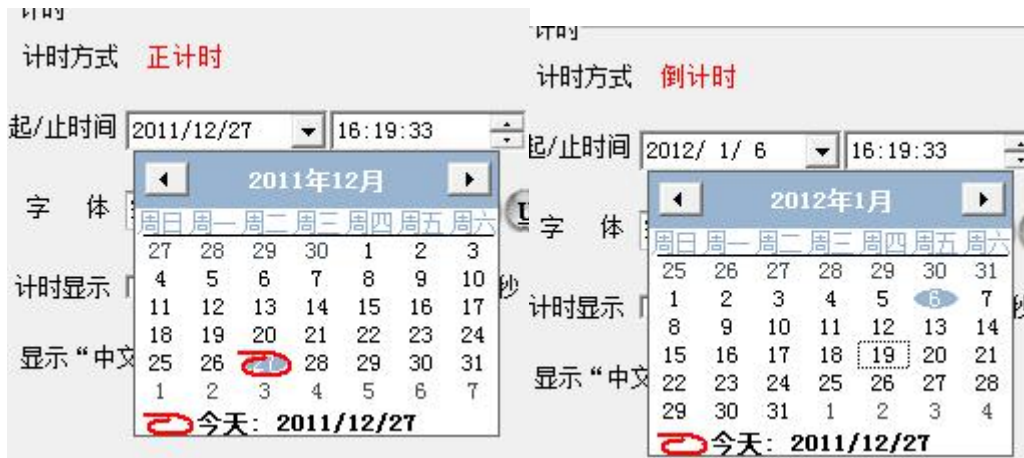 计时
计时方式 正计时
起/止时间 2011/12/27 16:19:33
2011年12月
周日 周一 周二 周三 周四 周五 周六
27 28 29 30 1 2 3
4 5 6 7 8 9 10
11 12 13 14 15 16 17
18 19 20 21 22 23 24
25 26 27 28 29 30 31
1 2 3 4 5 6 7
今天: 2011/12/27
字 体
计时显示 秒
显示“中文
计时
计时方式 倒计时
起/止时间 2012/ 1/ 6 16:19:33
2012年1月
周日 周一 周二 周三 周四 周五 周六
25 26 27 28 29 30 31
1 2 3 4 5 6 7
8 9 10 11 12 13 14
15 16 17 18 19 20 21
22 23 24 25 26 27 28
29 30 31 1 2 3 4
今天: 2011/12/27
字 体
计时显示
显示“中文